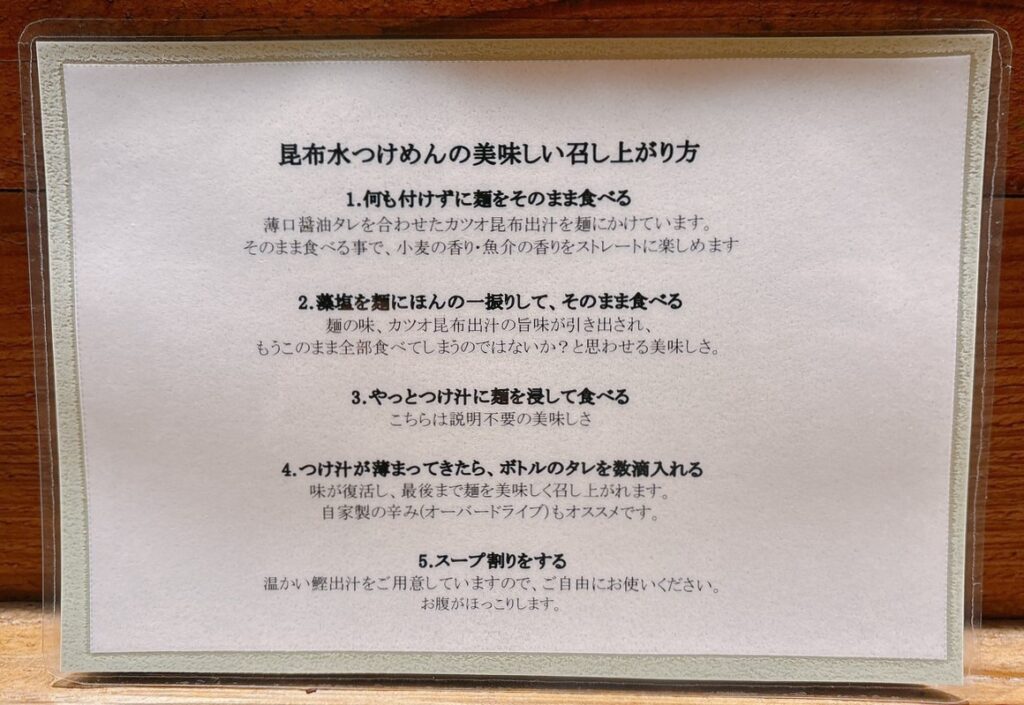 昆布水つけめんの美味しい召し上がり方
1.何も付けずに麺をそのまま食べる
薄口醤油タレを合わせたカツオ昆布出汁を麺にかけています。
そのまま食べる事で、小麦の香り・魚介の香りをストレートに楽しめます
2.藻塩を麺にほんの一振りして、そのまま食べる
麺の味、カツオ昆布出汁の旨味が引き出され、
もうこのまま全部食べてしまうのではないか？と思わせる美味しさ。
3.やっとつけ汁に麺を浸して食べる
こちらは説明不要の美味しさ
4.つけ汁が薄まってきたら、ボトルのタレを数滴入れる
味が復活し、最後まで麺を美味しく召し上がれます。
自家製の辛み(オーバードライブ)もオススメです。
5.スープ割りをする
温かい鰹出汁をご用意していますので、ご自由にお使いください。
お腹がほっこりします。